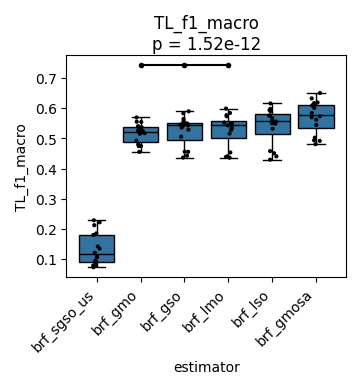 TL_f1_macro
p = 1.52e-12
TL_f1_macro
0.7
0.6
0.5
0.4
0.3
0.2
0.1
brf_sgso_us
brf_gmo
brf_gso
brf_lmo
brf_lso
brf_gmosa
estimator